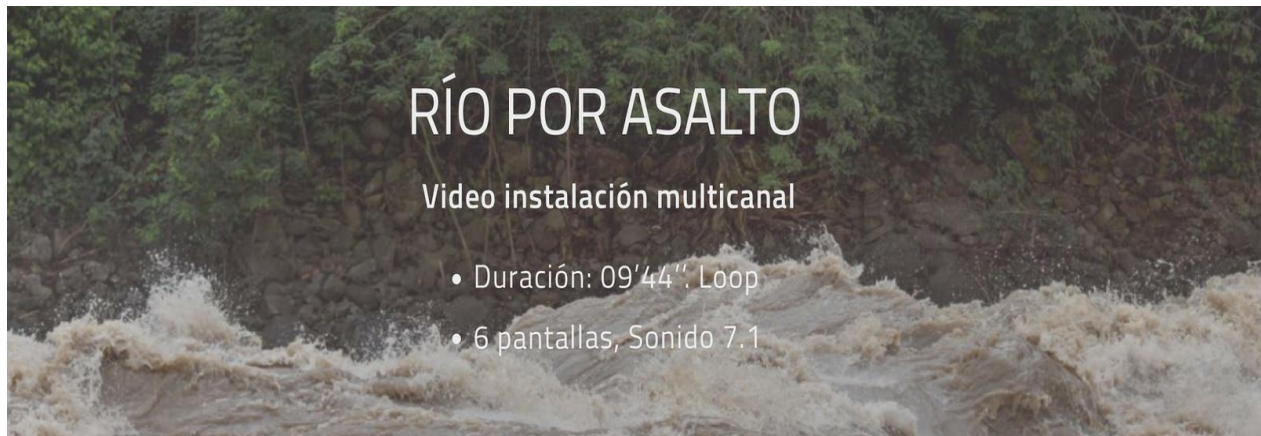 RÍO POR ASALTO
Video instalación multicanal
• Duración: 09’44’’. Loop
• 6 pantallas, Sonido 7.1